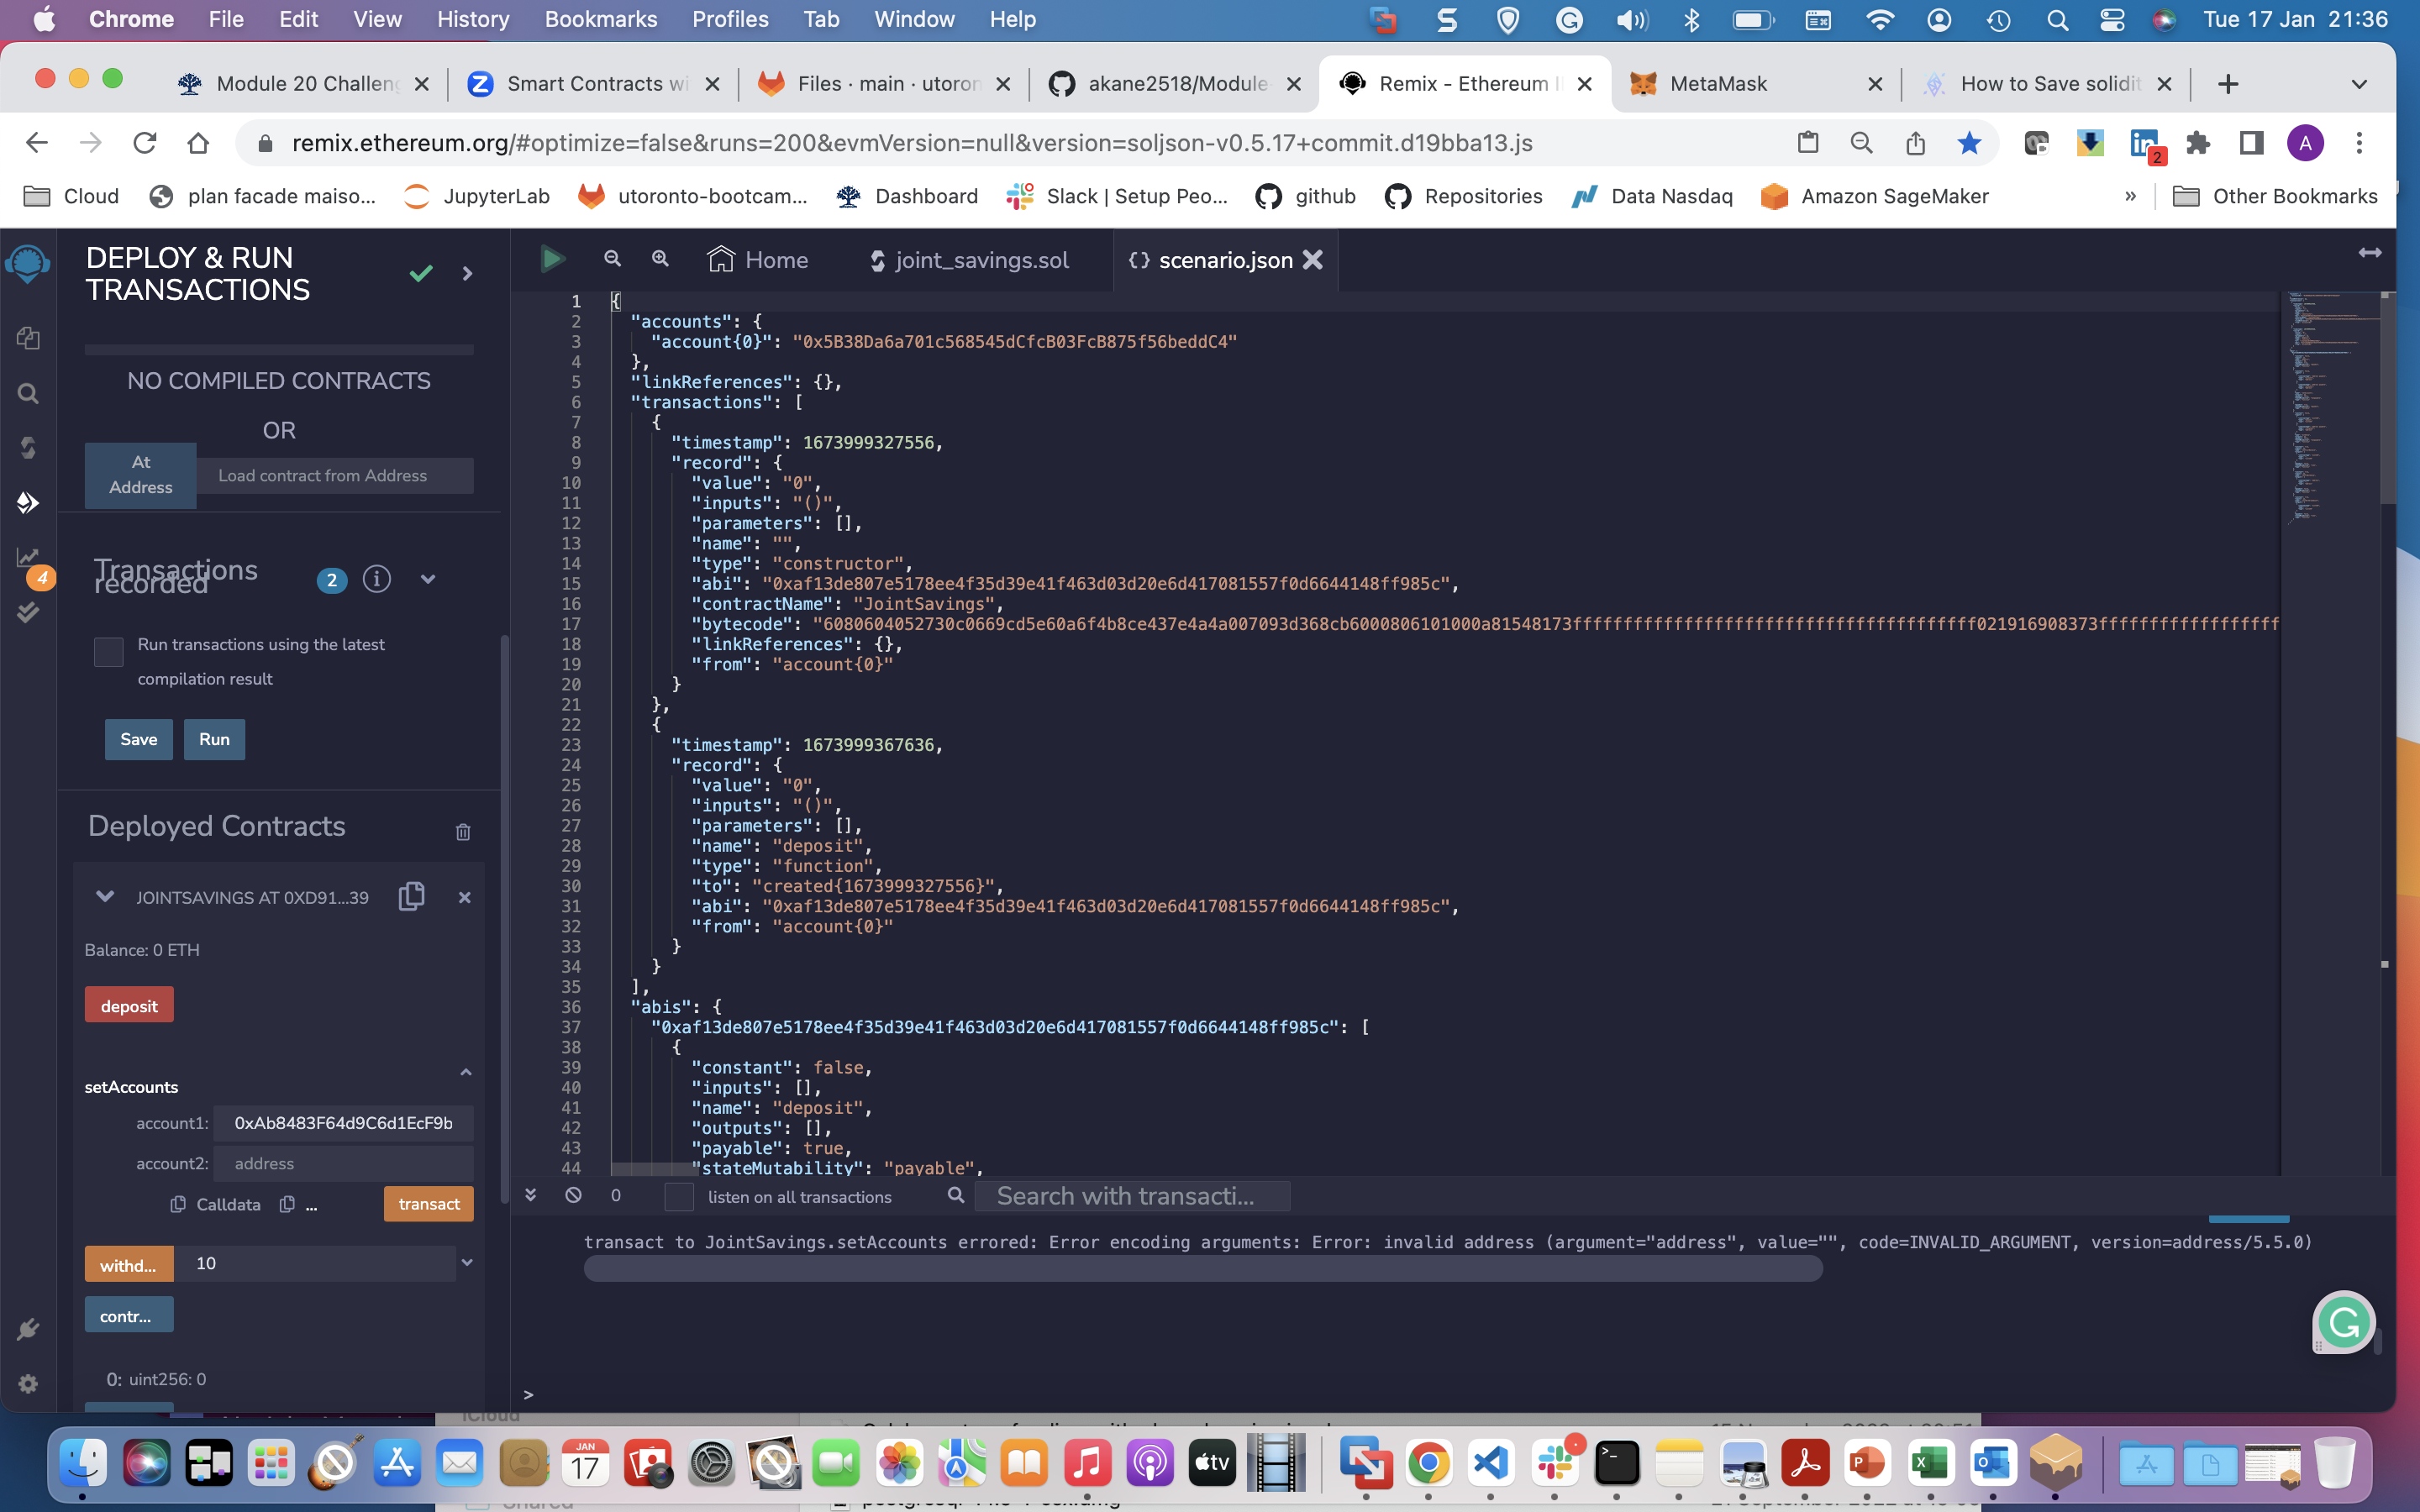 Chrome File Edit View History Bookmarks Profiles Tab Window Help Tue 17 Jan 21:36
Module 20 Challeng Smart Contracts wi Files · main · utoron akane2518/Module- Remix - Ethereum I MetaMask How to Save solidit
remix.ethereum.org/#optimize=false&runs=200&evmVersion=null&version=soljson-v0.5.17+commit.d19bba13.js
A
2
Cloud plan facade maiso... JupyterLab utoronto-bootcam... Dashboard Slack | Setup Peo... github Repositories Data Nasdaq Amazon SageMaker » Other Bookmarks
DEPLOY & RUN
TRANSACTIONS
NO COMPILED CONTRACTS
OR
At
Address
Load contract from Address
Transactions
recorded
2
i
4
Run transactions using the latest
compilation result
Save Run
Deployed Contracts
JOINTSAVINGS AT 0XD91...39
Balance: 0 ETH
deposit
setAccounts
account1: 0xAb8483F64d9C6d1EcF9b
account2: address
Calldata ... transact
withd... 10
contr...
0: uint256: 0
Home joint_savings.sol {} scenario.json
1 {
2 "accounts": {
3 "account{0}": "0x5B38Da6a701c568545dCfcB03FcB875f56beddC4"
4 },
5 "linkReferences": {},
6 "transactions": [
7 {
8 "timestamp": 1673999327556,
9 "record": {
10 "value": "0",
11 "inputs": "()",
12 "parameters": [],
13 "name": "",
14 "type": "constructor",
15 "abi": "0xaf13de807e5178ee4f35d39e41f463d03d20e6d417081557f0d6644148ff985c",
16 "contractName": "JointSavings",
17 "bytecode":
18 "linkReferences": {},
19 "from": "account{0}"
20 }
21 },
22 {
23 "timestamp": 1673999367636,
24 "record": {
25 "value": "0",
26 "inputs": "()",
27 "parameters": [],
28 "name": "deposit",
29 "type": "function",
30 "to": "created{1673999327556}",
31 "abi": "0xaf13de807e5178ee4f35d39e41f463d03d20e6d417081557f0d6644148ff985c",
32 "from": "account{0}"
33 }
34 }
35 ],
36 "abis": {
37 "0xaf13de807e5178ee4f35d39e41f463d03d20e6d417081557f0d6644148ff985c": [
38 {
39 "constant": false,
40 "inputs": [],
41 "name": "deposit",
42 "outputs": [],
43 "payable": true,
44 "stateMutability": "payable",
0 listen on all transactions Search with transacti...
transact to JointSavings.setAccounts errored: Error encoding arguments: Error: invalid address (argument="address", value="", code=INVALID_ARGUMENT, version=address/5.5.0)
>
JAN
17
tv